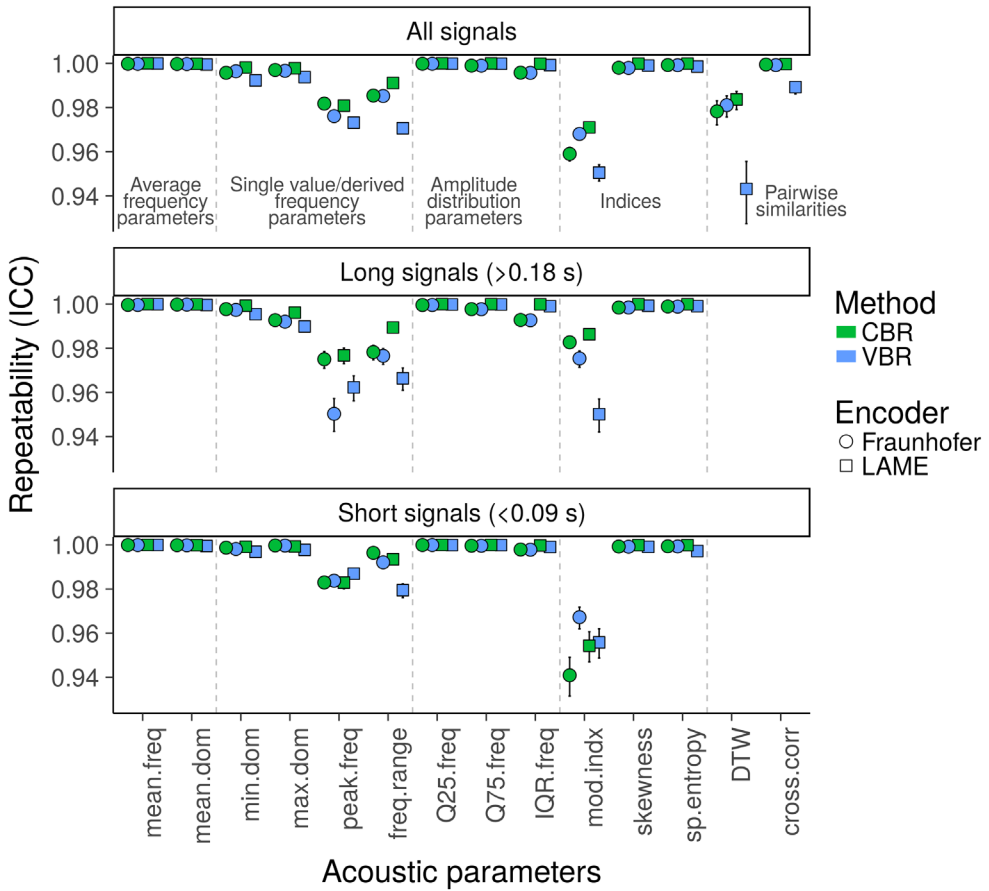 All signals
1.00
0.98
0.96
0.94
Average
frequency
parameters
Single value/derived
frequency
parameters
Amplitude
distribution
parameters
Indices
Pairwise
similarities
Long signals (>0.18 s)
1.00
0.98
0.96
0.94
Short signals (<0.09 s)
1.00
0.98
0.96
0.94
Repeatability (ICC)
mean.freq
mean.dom
min.dom
max.dom
peak.freq
freq.range
Q25.freq
Q75.freq
IQR.freq
mod.indx
skewness
sp.entropy
DTW
cross.corr
Acoustic parameters
Method
CBR
VBR
Encoder
Fraunhofer
LAME